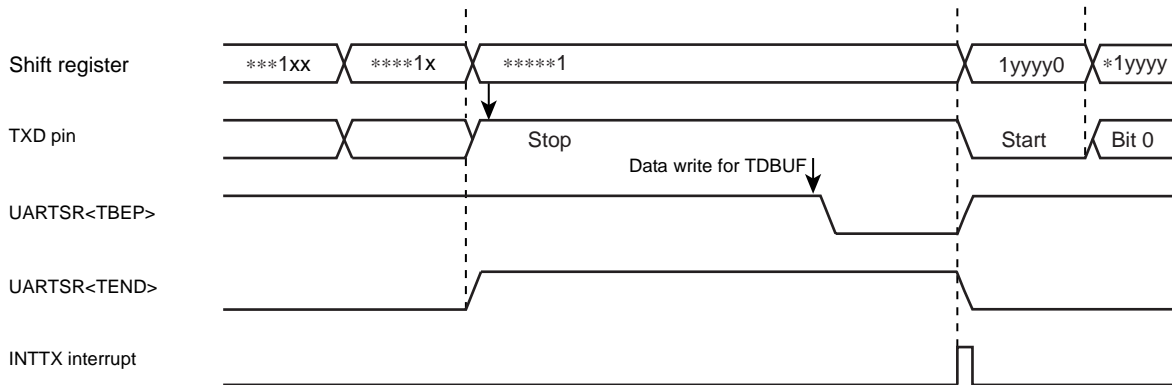 Shift register ***1xx ****1x *****1 1yyyy0 *1yyyy
TXD pin Stop Start Bit 0
Data write for TDBUF
UARTSR<TBEP>
UARTSR<TEND>
INTTX interrupt